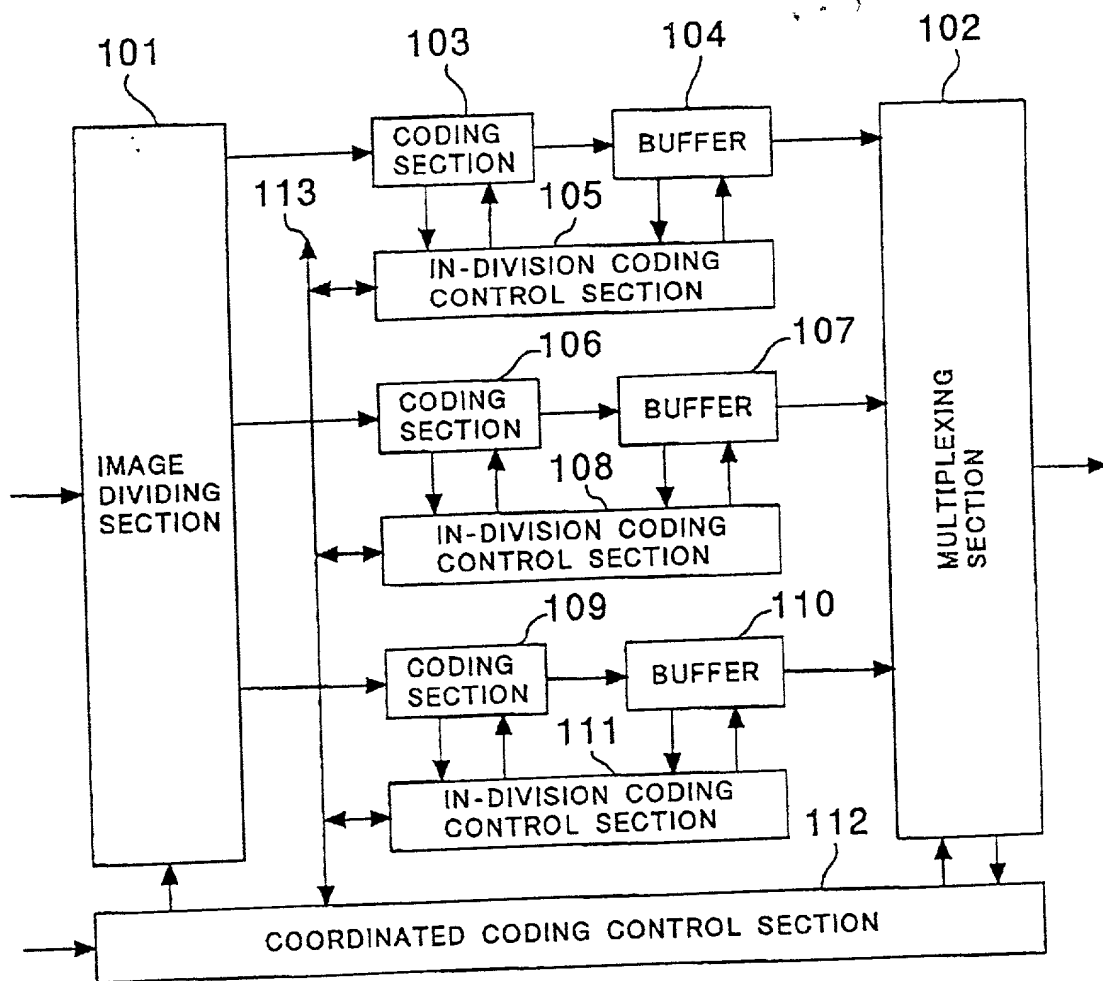 101
103
104
102
CODING
SECTION
BUFFER
113
105
IN-DIVISION CODING
CONTROL SECTION
106
107
CODING
SECTION
BUFFER
108
IMAGE
DIVIDING
SECTION
IN-DIVISION CODING
CONTROL SECTION
MULTIPLEXING
SECTION
109
110
CODING
SECTION
BUFFER
111
IN-DIVISION CODING
CONTROL SECTION
112
COORDINATED CODING CONTROL SECTION